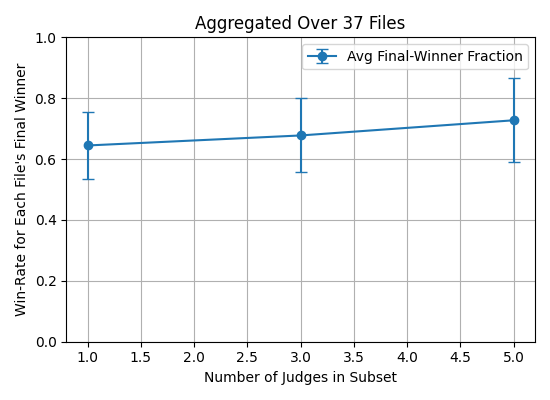 Aggregated Over 37 Files
Avg Final-Winner Fraction
Win-Rate for Each File's Final Winner
1.0
0.8
0.6
0.4
0.2
0.0
1.0 1.5 2.0 2.5 3.0 3.5 4.0 4.5 5.0
Number of Judges in Subset